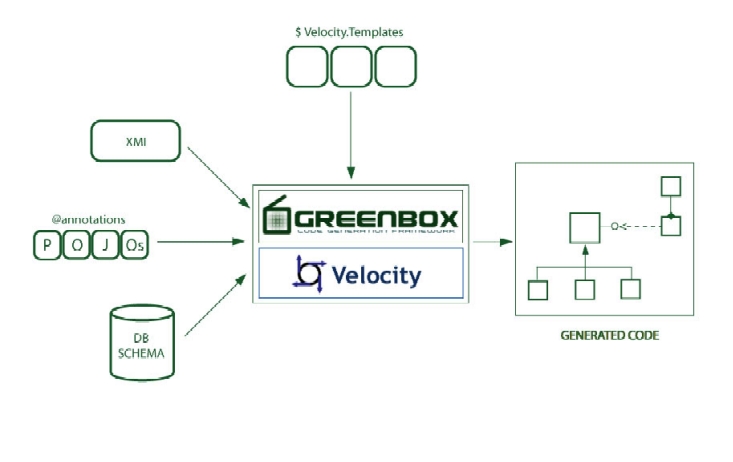 $ Velocity.Templates
XMI
@annotations
P O J Os
DB
SCHEMA
GREENBOX
CODE GENERATION FRAMEWORK
Velocity
GENERATED CODE